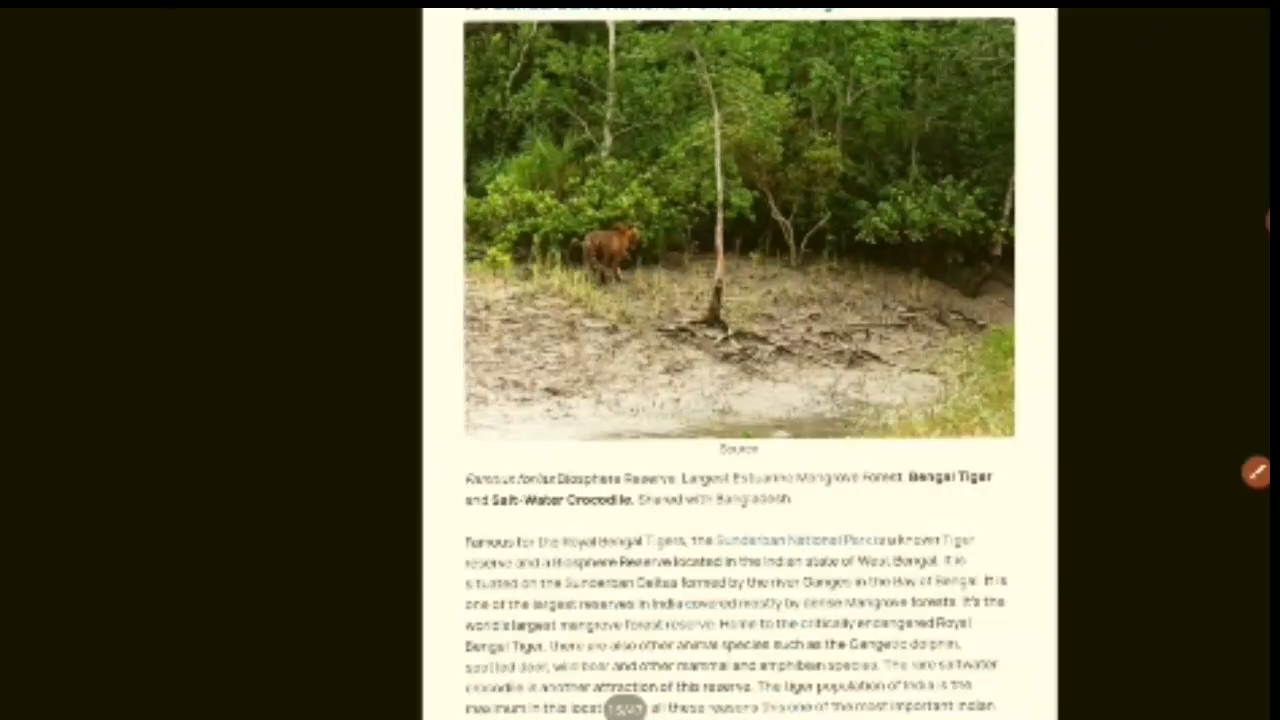 Source
Famous for its: Biosphere Reserve, Largest Estuarine Mangrove Forest, Bengal Tiger
and Salt-Water Crocodile, Shared with Bangladesh
Famous for the Royal Bengal Tigers, the Sundarban National Park is a known Tiger
reserve and a Biosphere Reserve located in the Indian state of West Bengal. It is
situated on the Sunderban Deltas formed by the river Ganges in the Bay of Bengal. It is
one of the largest reserves in India covered mostly by dense Mangrove forests. It's the
world's largest mangrove forest reserve. Home to the critically endangered Royal
Bengal Tiger, there are also other animal species such as the Gangetic dolphin,
spotted deer, wild boar and other mammal and amphibian species. The rare saltwater
crocodile is another attraction of this reserve. The tiger population of India is the
maximum in this all these reasons this one of the most important Indian